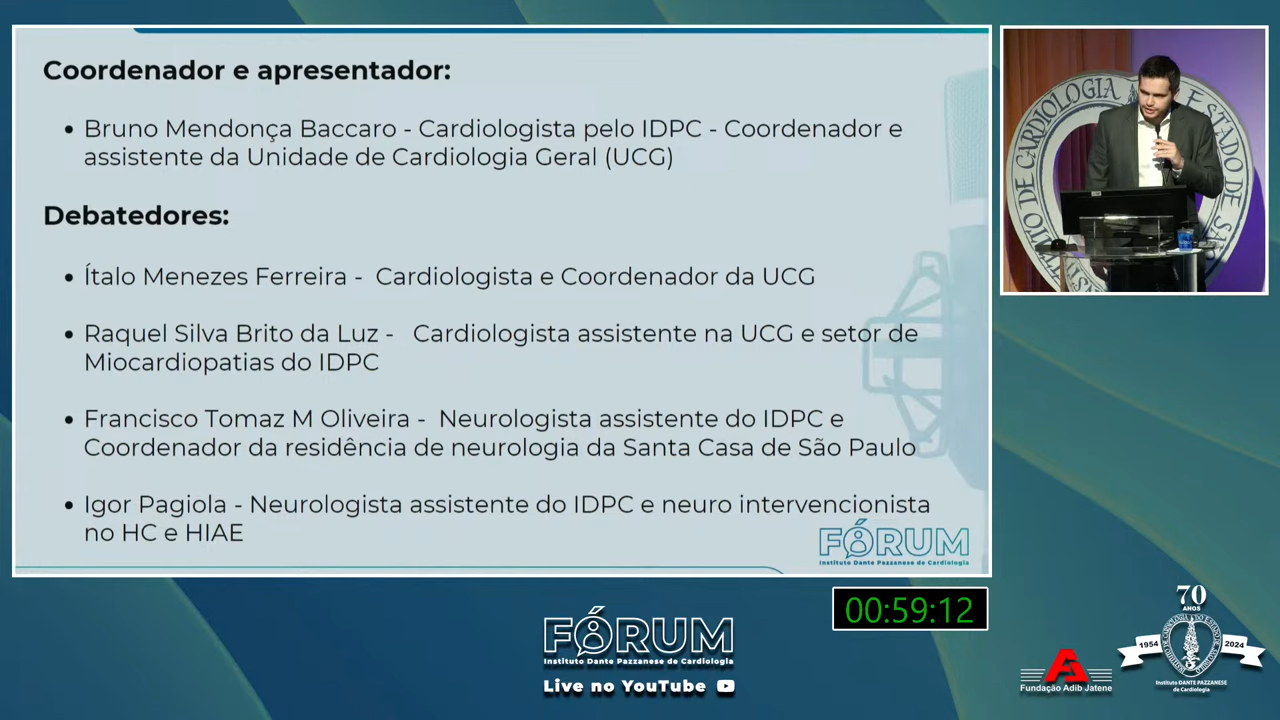 Coordenador e apresentador:
• Bruno Mendonça Baccaro - Cardiologista pelo IDPC - Coordenador e
assistente da Unidade de Cardiologia Geral (UCG)
Debatedores:
• Ítalo Menezes Ferreira - Cardiologista e Coordenador da UCG
• Raquel Silva Brito da Luz - Cardiologista assistente na UCG e setor de
Miocardiopatias do IDPC
• Francisco Tomaz M Oliveira - Neurologista assistente do IDPC e
Coordenador da residência de neurologia da Santa Casa de São Paulo
• Igor Pagiola - Neurologista assistente do IDPC e neuro intervencionista
no HC e HIAE
FÓRUM
Instituto Dante Pazzanese de Cardiologia
DE CARDIOLOGIA
ESTADO DE
00:59:12
FÓRUM
Instituto Dante Pazzanese de Cardiologia
Live no YouTube
Fundação Adib Jatene
70
ANOS
1954
2024
Instituto DANTE PAZZANESE
de Cardiologia